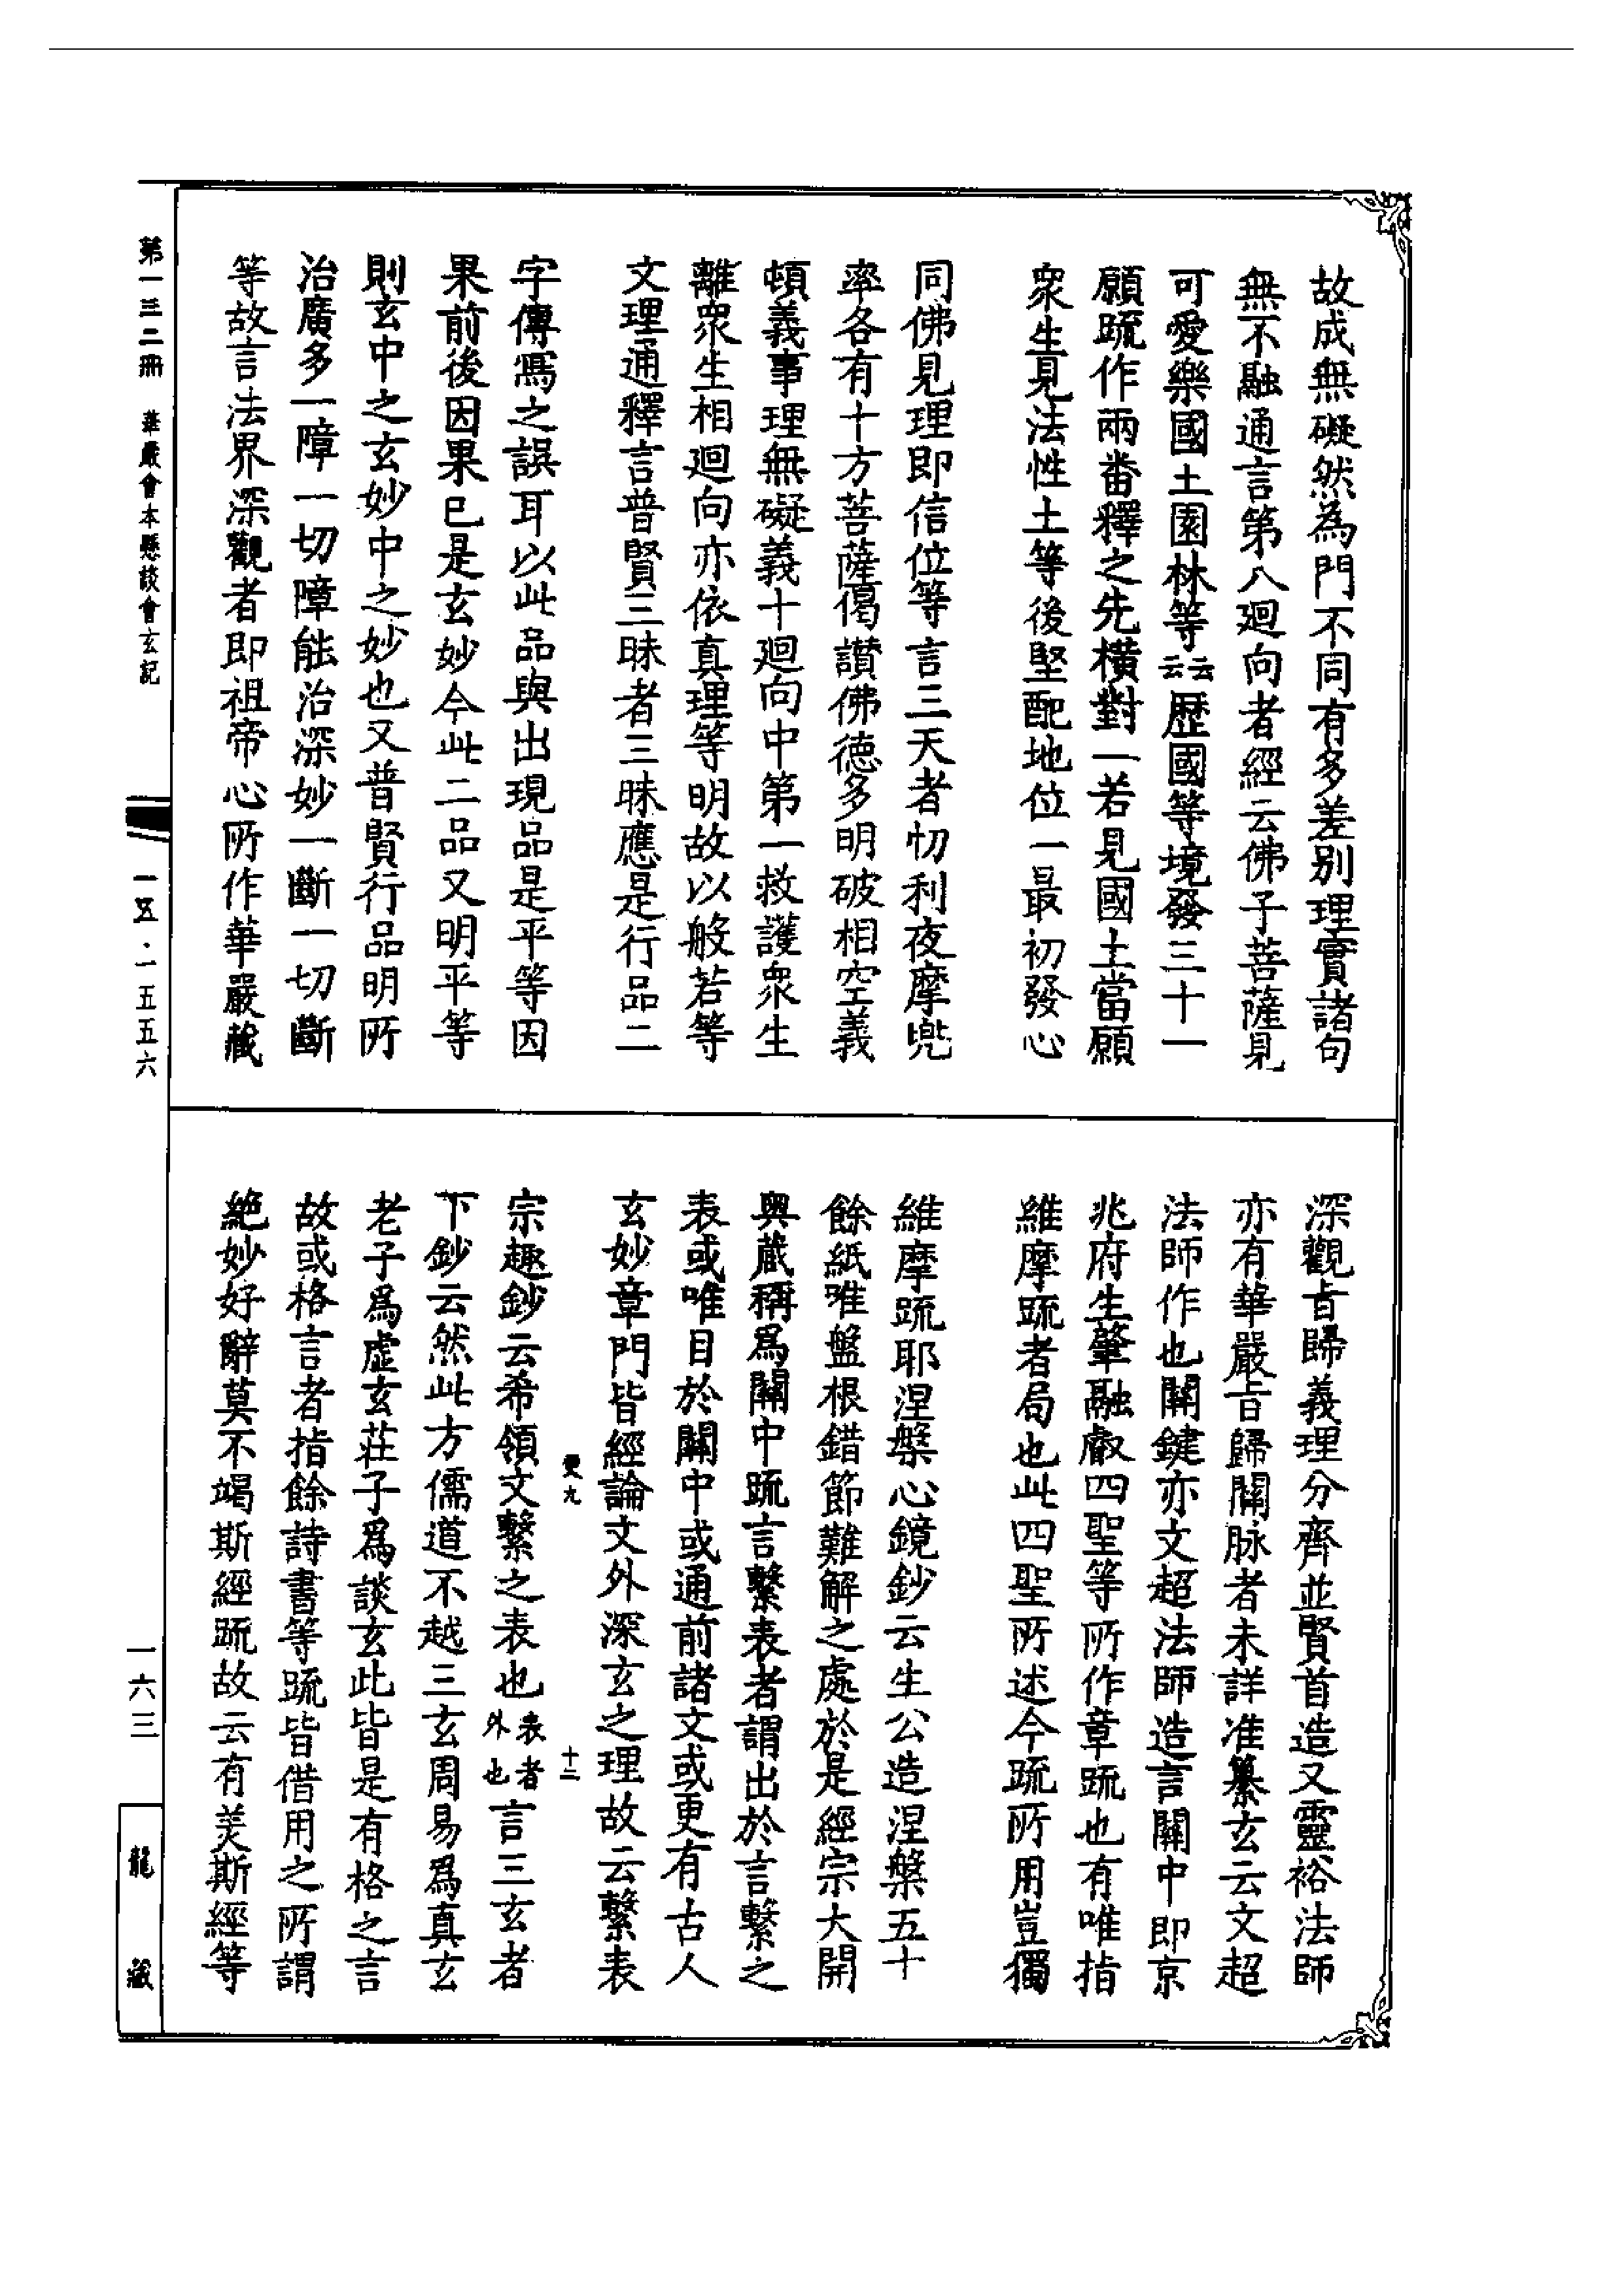 故成無礙然為門不同有多差別理實諸句
無不融通言第八廻向者經云佛子菩薩見
可愛樂國土園林等云云歷國等境發三十一
願䟽作兩畨釋之先橫對一若見國土當願
衆生見法性土等後竪配地位一最初發心
同佛見理即信位等言三天者忉利夜摩兜
率各有十方菩薩偈讃佛德多明破相空義
頓義事理無礙義十廻向中第一救護衆生
離衆生相廻向亦依真理等明故以般若等
文理通釋言普賢三昧者三昧應是行品二
字傳寫之誤耳以此品與出現品是平等因
果前後因果已是玄妙今此二品又明平等
則玄中之玄妙中之妙也又普賢行品明所
治廣多一障一切障能治深妙一斷一切斷
等故言法界深觀者即祖帝心所作華嚴藏
深觀旨歸義理分齊並賢首造又靈裕法師
亦有華嚴旨歸關脉者未詳准纂玄云文超
法師作也關鍵亦文超法師造言關中即京
兆府生肇融叡四聖等所作章䟽也有唯指
維摩䟽者局也此四聖所述今䟽所用豈獨
維摩䟽耶涅槃心鏡鈔云生公造涅槃五十
餘紙唯盤根錯節難解之處於是經宗大開
奥藏稱爲關中䟽言繫表者謂出於言繫之
表或唯目於關中或通前諸文或更有古人
玄妙章門皆經論文外深玄之理故云繫表
㪅九 十二
宗趣鈔云希領文繫之表也表者外也言三玄者
下鈔云然此方儒道不越三玄周易爲真玄
老子爲虛玄莊子爲談玄此皆是有格之言
故或格言者指餘詩書等䟽皆借用之所謂
絶妙好辭莫不竭斯經䟽故云有美斯經等
第一三二冊 華嚴會本懸談會玄記
一五五·一五五六
一六三
龍藏